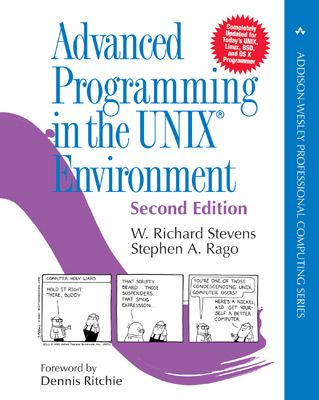 Advanced
Programming
in the UNIX®
Environment
Completely
Updated for
Today's UNIX,
Linux, BSD,
and OS X
Programmer
Second Edition
W. Richard Stevens
Stephen A. Rago
COMPUTER HOLY WARS
HOLD IT RIGHT
THERE, BUDDY.
THAT SCRUFFY
BEARD... THOSE
SUSPENDERS...
THAT SMUG
EXPRESSION...
YOU'RE ONE OF THOSE
CONDESCENDING UNIX
COMPUTER USERS!
HERE'S A NICKEL,
KID. GET YOUR-
SELF A BETTER
COMPUTER.
Foreword by
Dennis Ritchie
ADDISON-WESLEY PROFESSIONAL COMPUTING SERIES